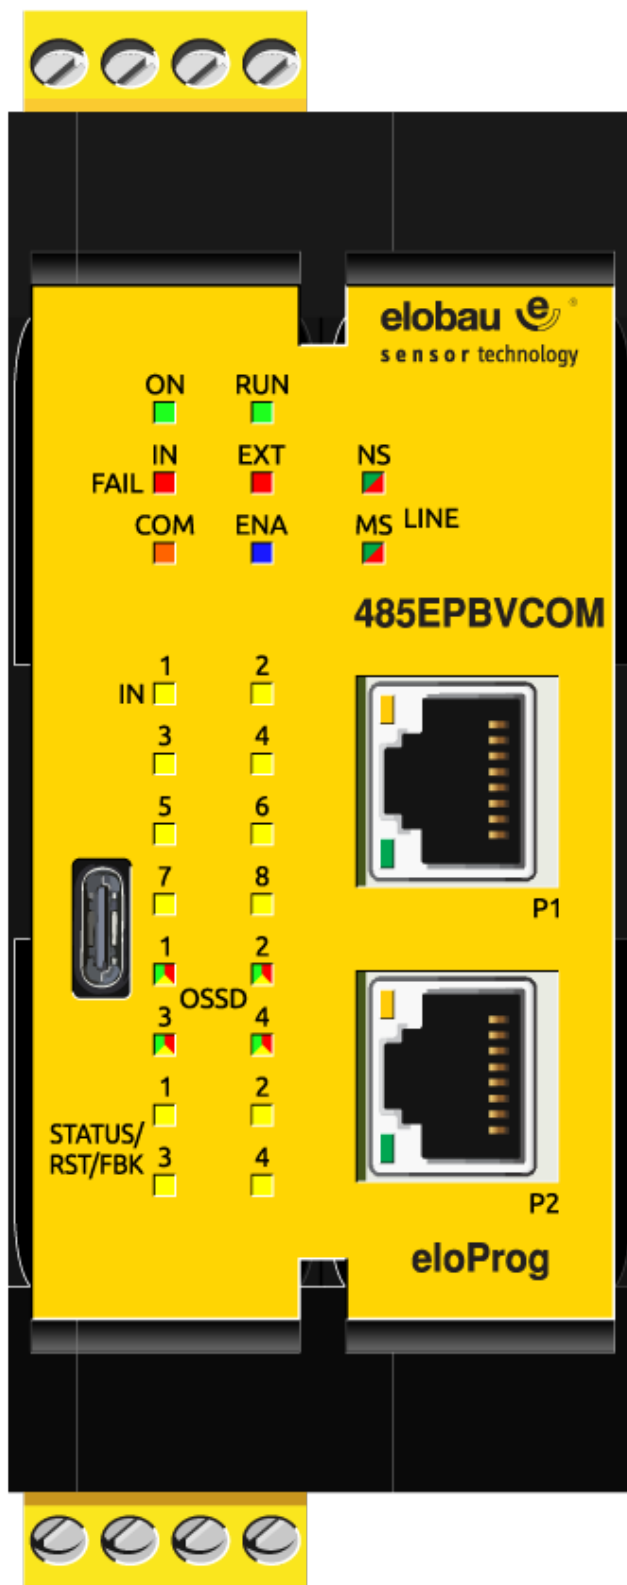 elobau e ®
sensor technology
ON RUN
IN EXT NS
FAIL
COM ENA MS LINE
485EPBVCOM
1 2
IN
3 4
5 6
7 8
P1
1 2
OSSD
3 4
1 2
STATUS/
RST/FBK 3 4
P2
eloProg